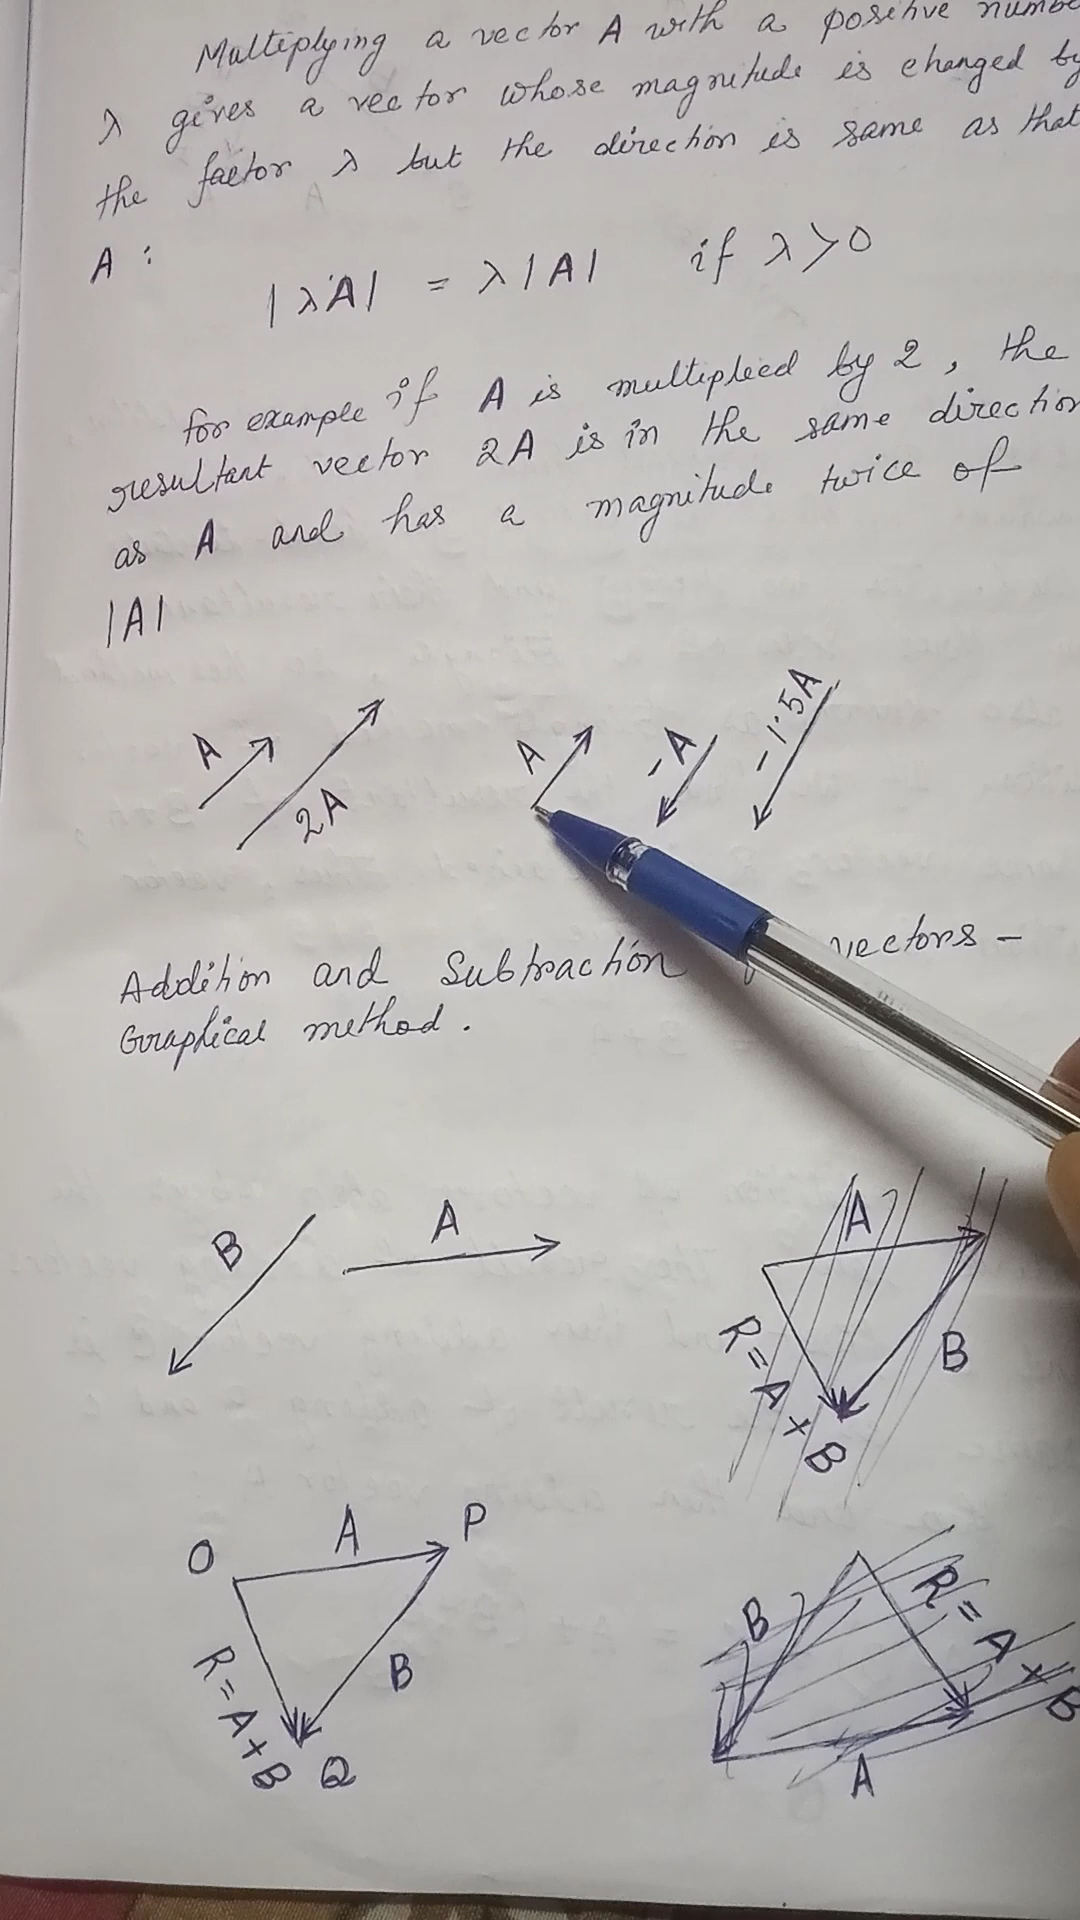 Multiplying a vector A with a positive numbe
λ gives a vector whose magnitude is changed by
the factor λ but the direction is same as that
A :
|λA| = λ|A| if λ>0
for example if A is multiplied by 2, the
resultant vector 2A is in the same direction
as A and has a magnitude twice of
|A|
A 2A A -A -1.5A
Addition and Subtraction vectors -
Graphical method.
B A A
R = A + B B
O A P
R = A + B B Q
B R = A + B
A